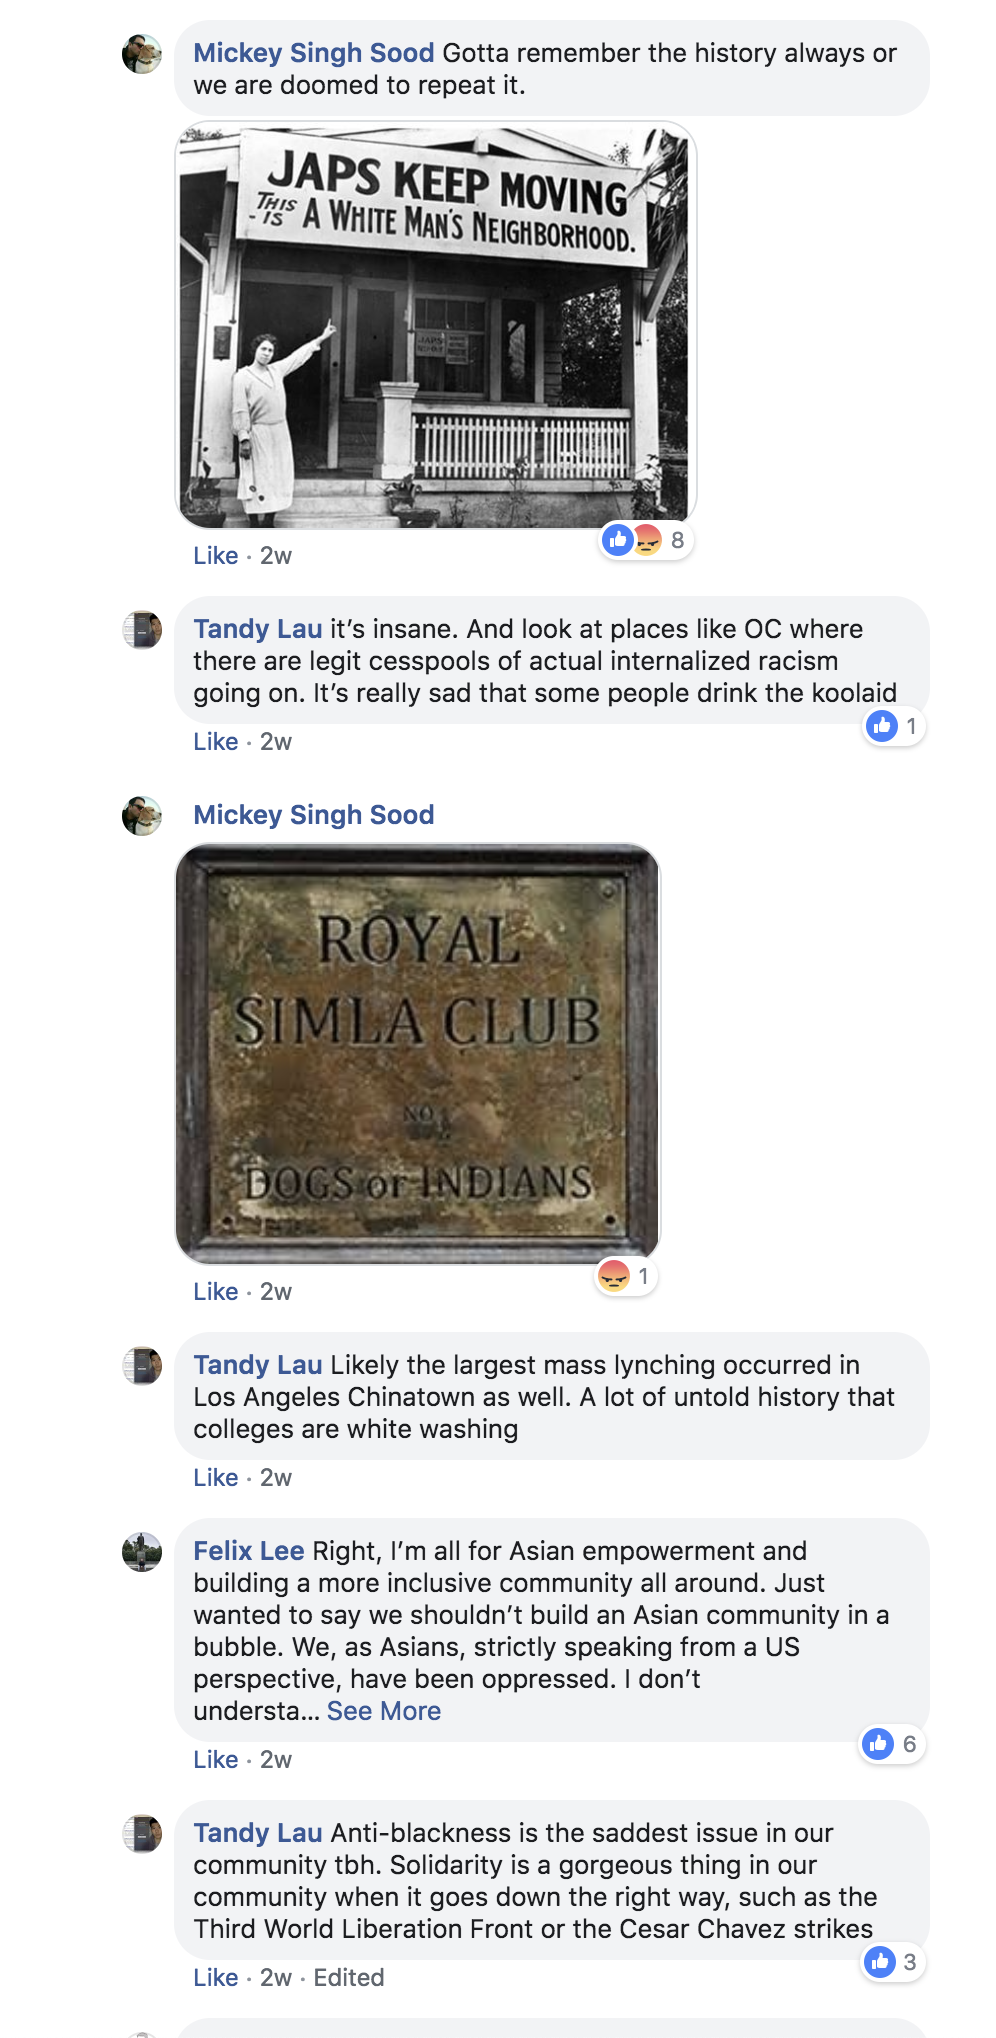 Mickey Singh Sood Gotta remember the history always or
we are doomed to repeat it.
JAPS KEEP MOVING
THIS IS A WHITE MAN'S NEIGHBORHOOD.
JAPS
Like · 2w
8
Tandy Lau it’s insane. And look at places like OC where
there are legit cesspools of actual internalized racism
going on. It’s really sad that some people drink the koolaid
1
Like · 2w
Mickey Singh Sood
ROYAL
SIMLA CLUB
NO
DOGS or INDIANS
1
Like · 2w
Tandy Lau Likely the largest mass lynching occurred in
Los Angeles Chinatown as well. A lot of untold history that
colleges are white washing
Like · 2w
Felix Lee Right, I’m all for Asian empowerment and
building a more inclusive community all around. Just
wanted to say we shouldn’t build an Asian community in a
bubble. We, as Asians, strictly speaking from a US
perspective, have been oppressed. I don’t
understa... See More
6
Like · 2w
Tandy Lau Anti-blackness is the saddest issue in our
community tbh. Solidarity is a gorgeous thing in our
community when it goes down the right way, such as the
Third World Liberation Front or the Cesar Chavez strikes
3
Like · 2w · Edited